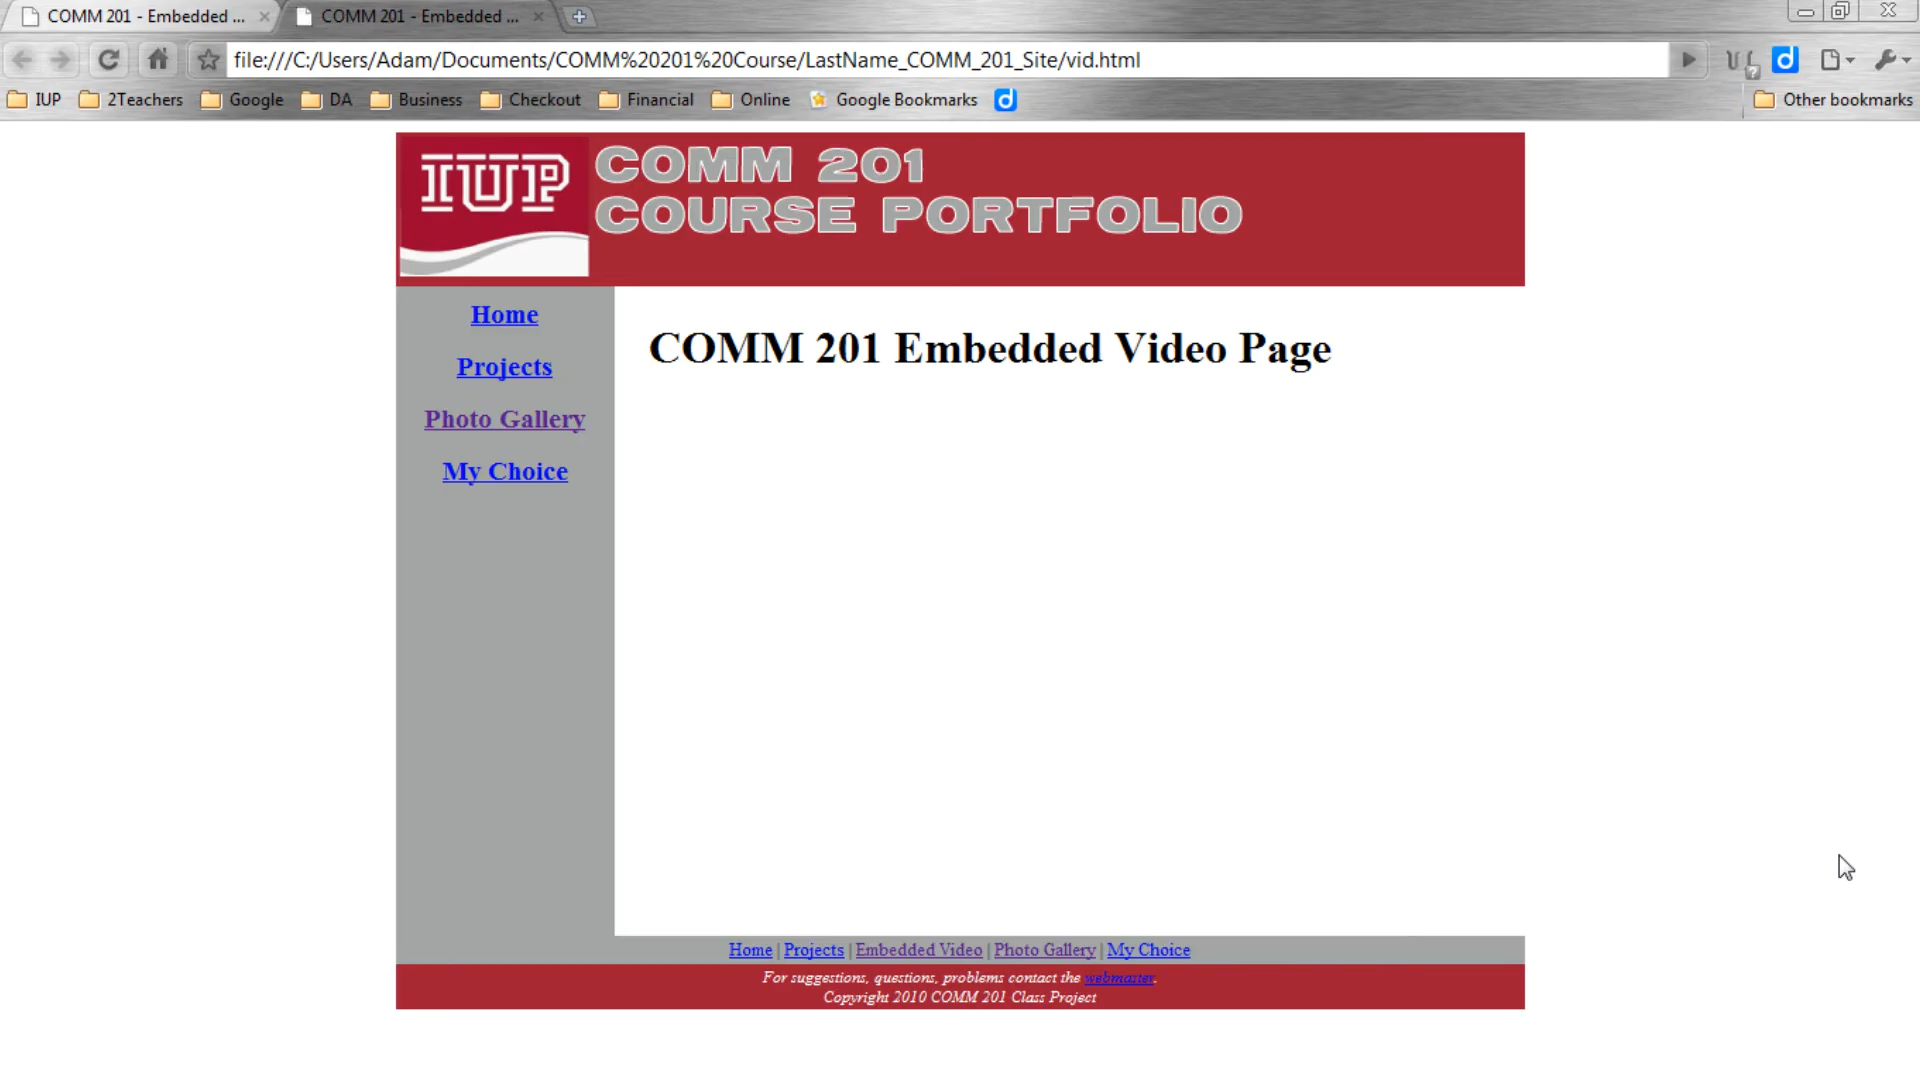 COMM 201 - Embedded ...
COMM 201 - Embedded ...
file:///C:/Users/Adam/Documents/COMM%20201%20Course/LastName_COMM_201_Site/vid.html
IUP 2Teachers Google DA Business Checkout Financial Online Google Bookmarks d Other bookmarks
IUP
COMM 201
COURSE PORTFOLIO
Home
Projects
Photo Gallery
My Choice
COMM 201 Embedded Video Page
Home | Projects | Embedded Video | Photo Gallery | My Choice
For suggestions, questions, problems contact the webmaster.
Copyright 2010 COMM 201 Class Project